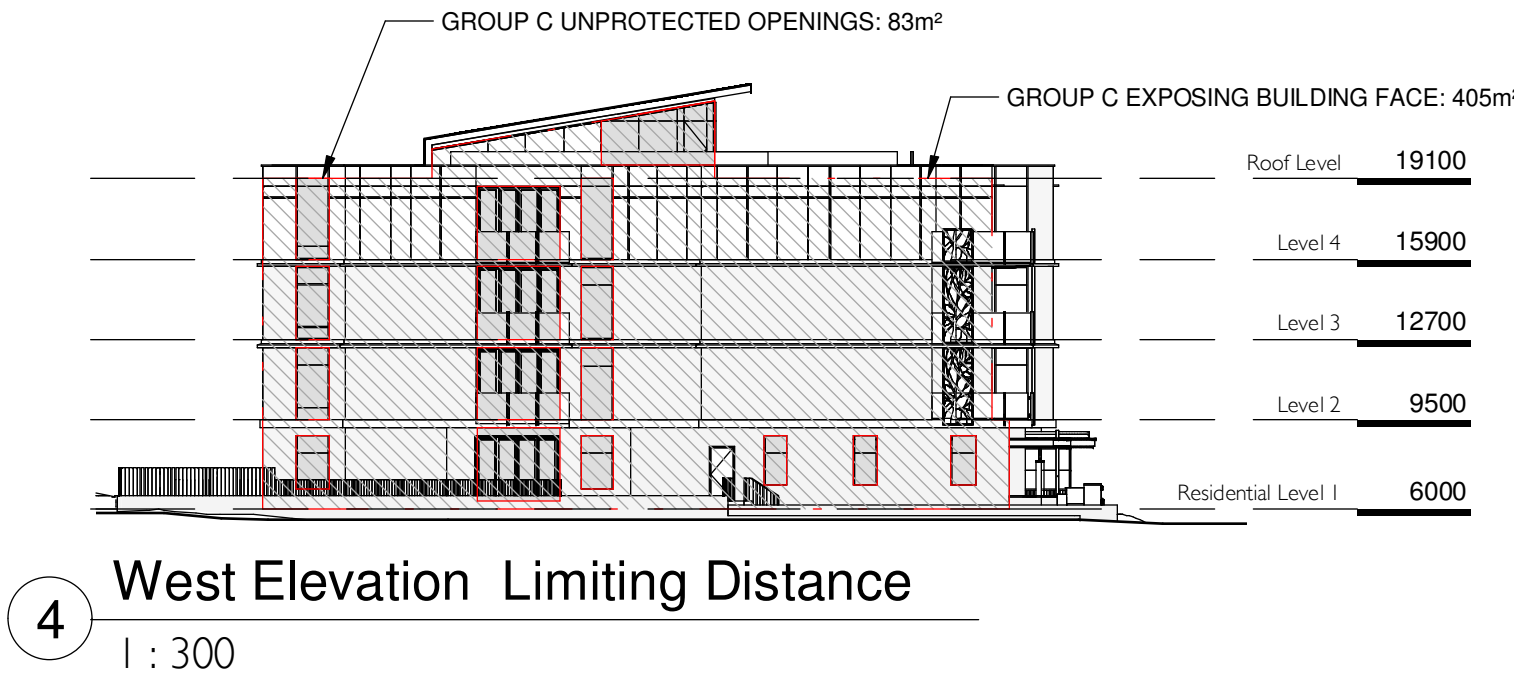 GROUP C UNPROTECTED OPENINGS: 83m²
GROUP C EXPOSING BUILDING FACE: 405m²
Roof Level 19100
Level 4 15900
Level 3 12700
Level 2 9500
Residential Level 1 6000
4 West Elevation Limiting Distance
1 : 300